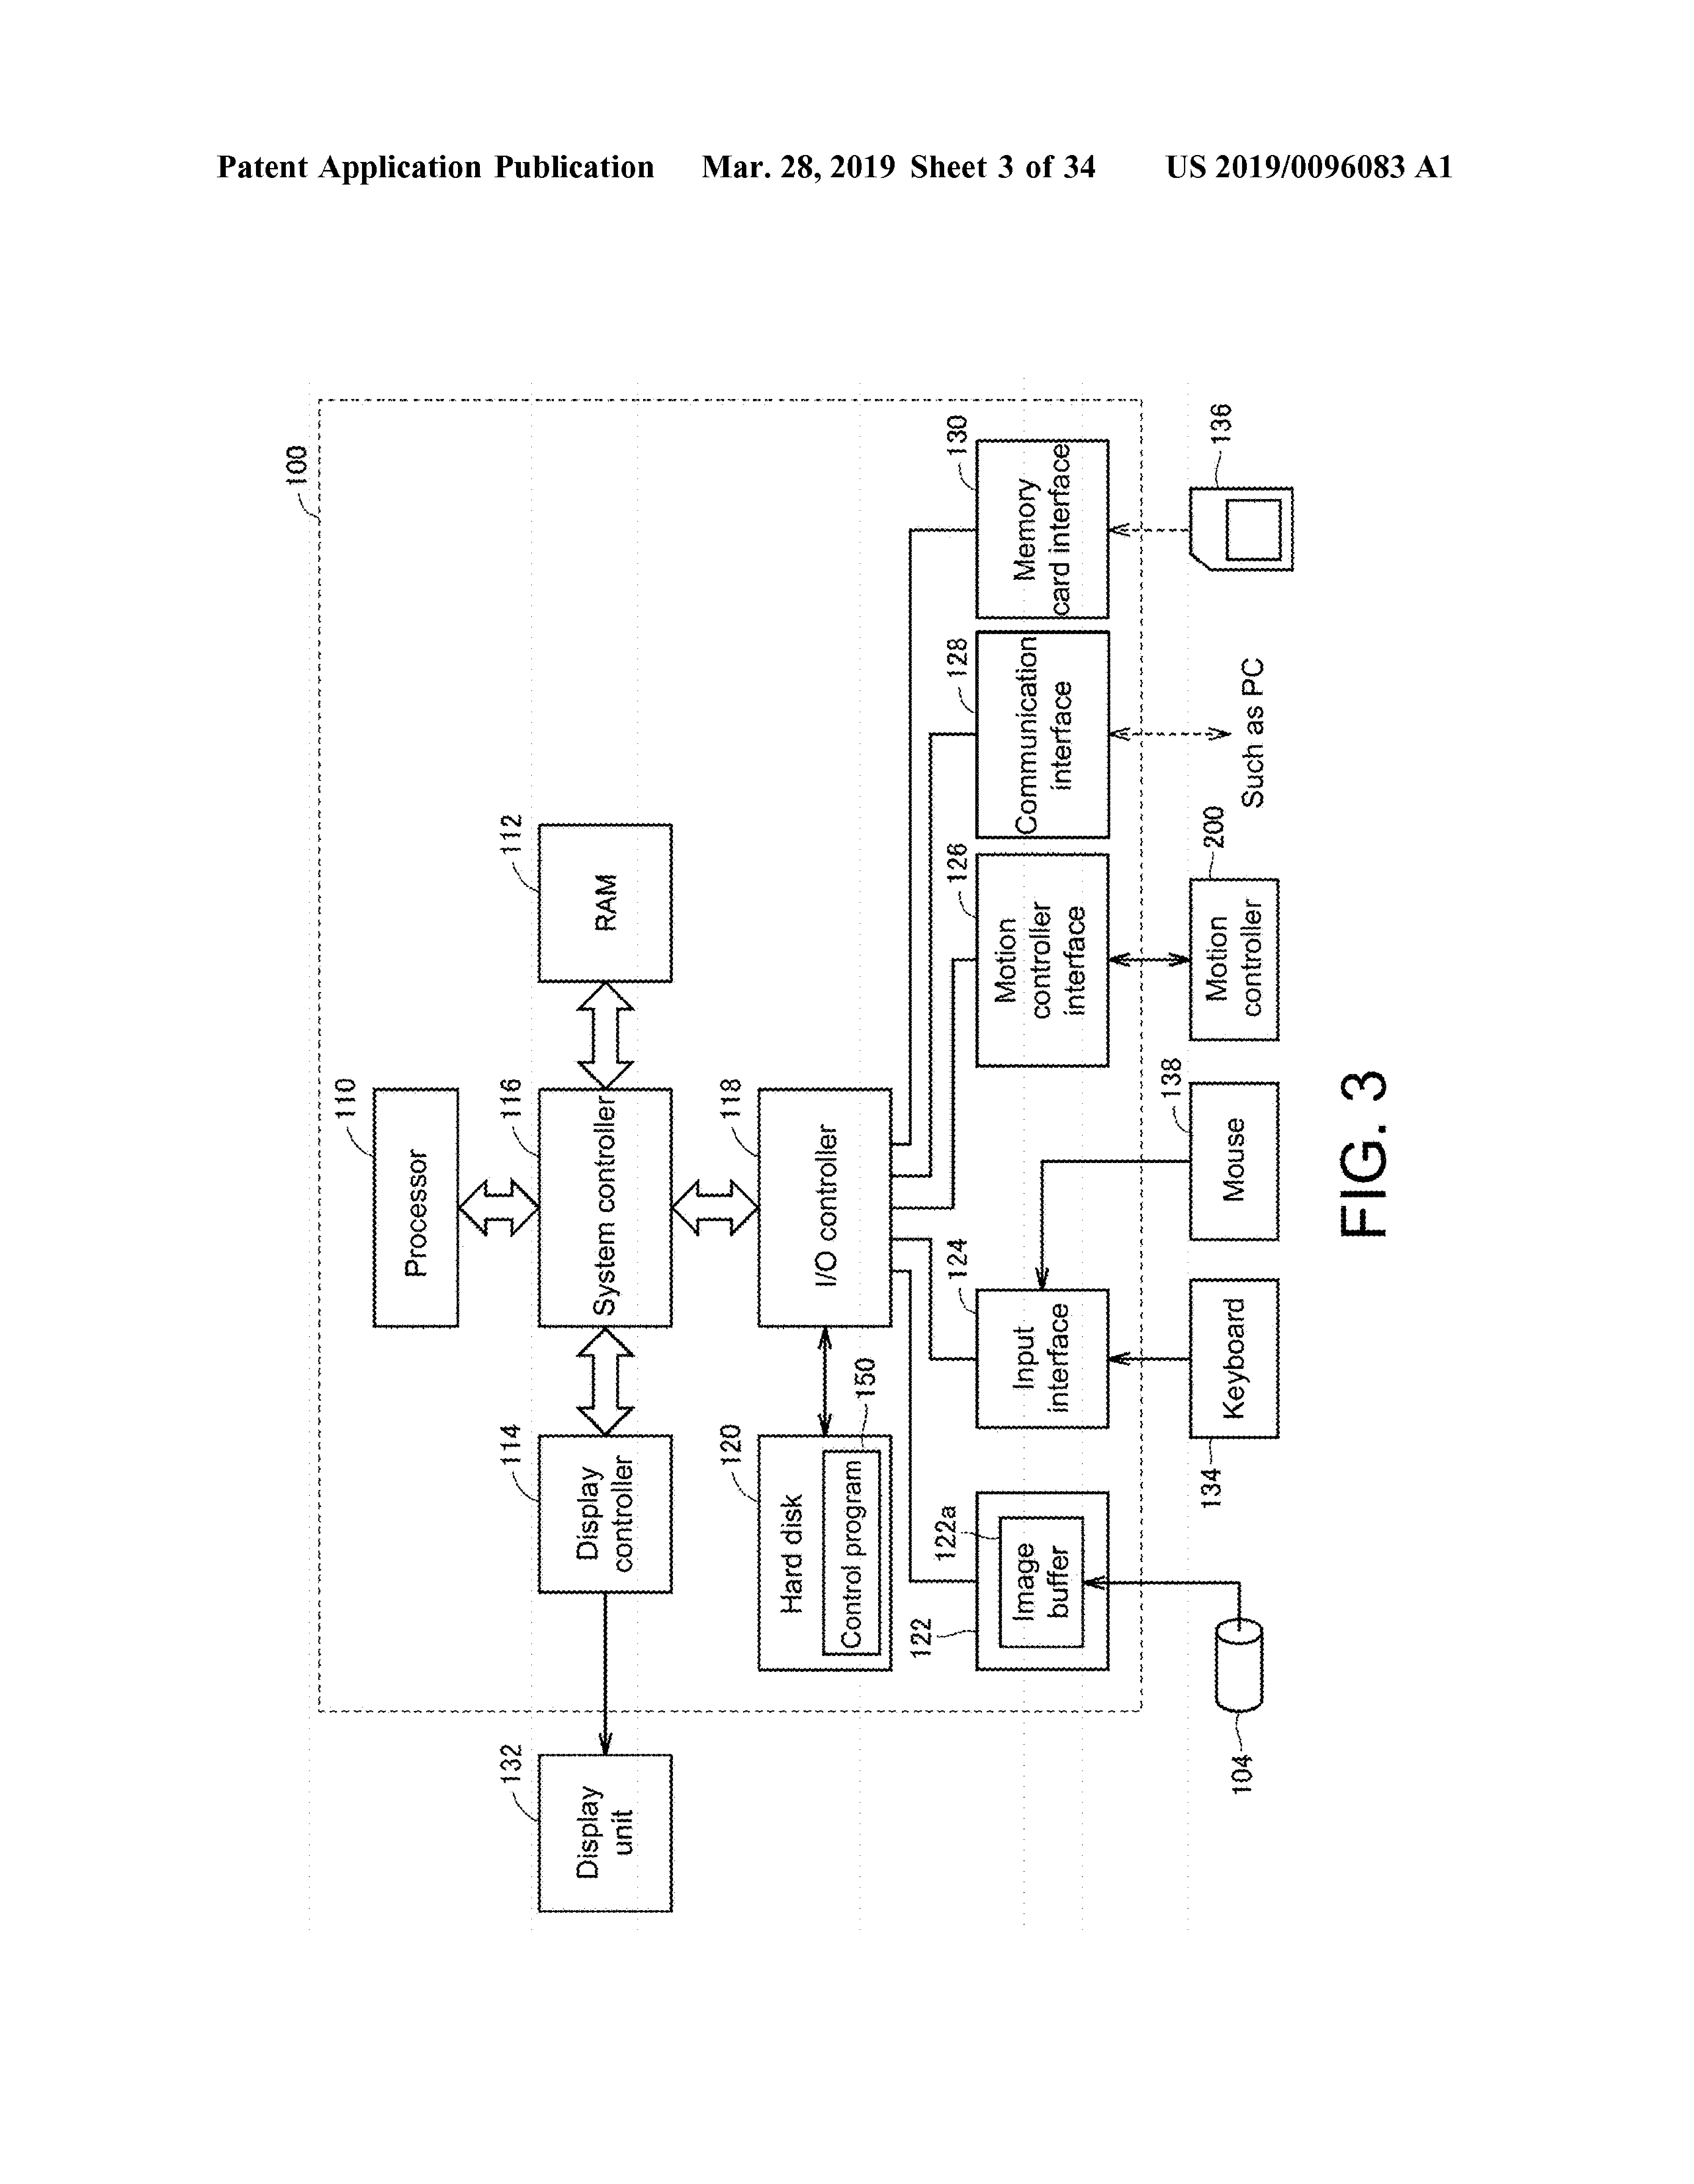 Patent Application Publication Mar. 28, 2019 Sheet 3 of 34 US 2019/0096083 A1
100
110
Processor
132
Display
unit
114
Display
controller
116
System controller
112
RAM
120
Hard disk
Control program
150
118
I/O controller
122
122a
Image
buffer
124
Input
interface
126
Motion
controller
interface
128
Communication
interface
130
Memory
card interface
104
134
Keyboard
138
Mouse
200
Motion
controller
Such as PC
136
FIG. 3